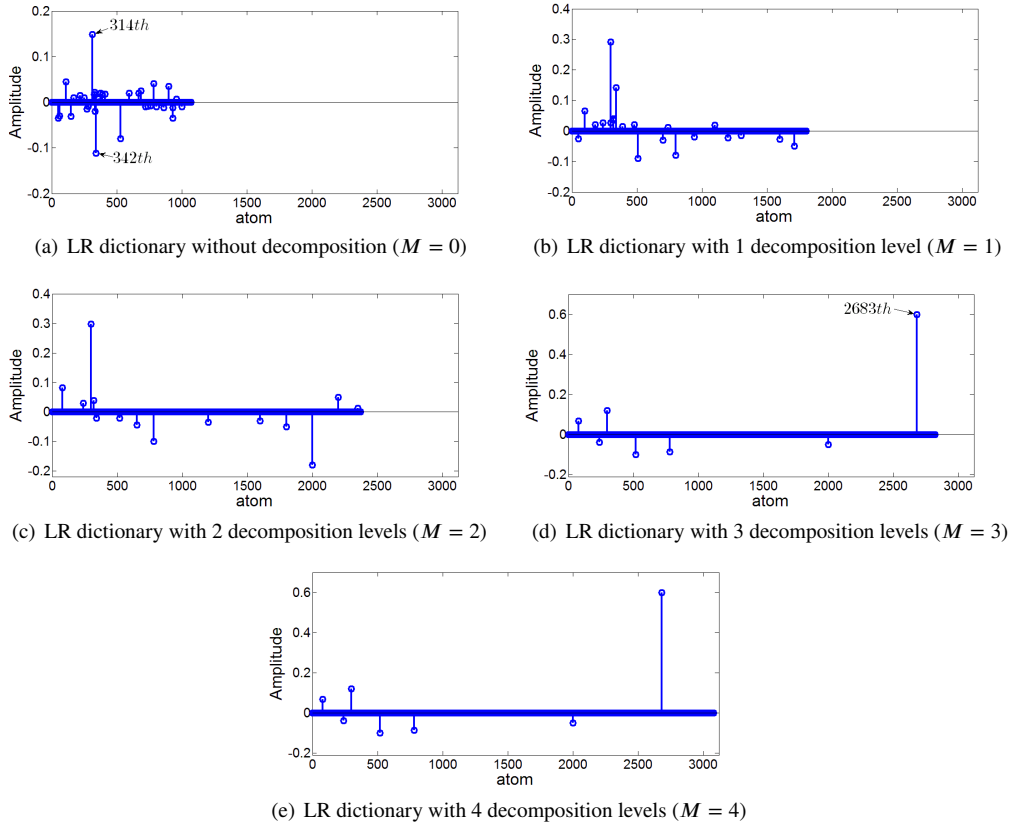 0.2
0.1
0
-0.1
-0.2
Amplitude
314th
342th
0 500 1000 1500 2000 2500 3000
atom
(a) LR dictionary without decomposition (M = 0)
0.4
0.3
0.2
0.1
0
-0.1
-0.2
Amplitude
0 500 1000 1500 2000 2500 3000
atom
(b) LR dictionary with 1 decomposition level (M = 1)
0.4
0.3
0.2
0.1
0
-0.1
-0.2
Amplitude
0 500 1000 1500 2000 2500 3000
atom
(c) LR dictionary with 2 decomposition levels (M = 2)
0.6
0.4
0.2
0
-0.2
Amplitude
2683th
0 500 1000 1500 2000 2500 3000
atom
(d) LR dictionary with 3 decomposition levels (M = 3)
0.6
0.4
0.2
0
-0.2
Amplitude
0 500 1000 1500 2000 2500 3000
atom
(e) LR dictionary with 4 decomposition levels (M = 4)